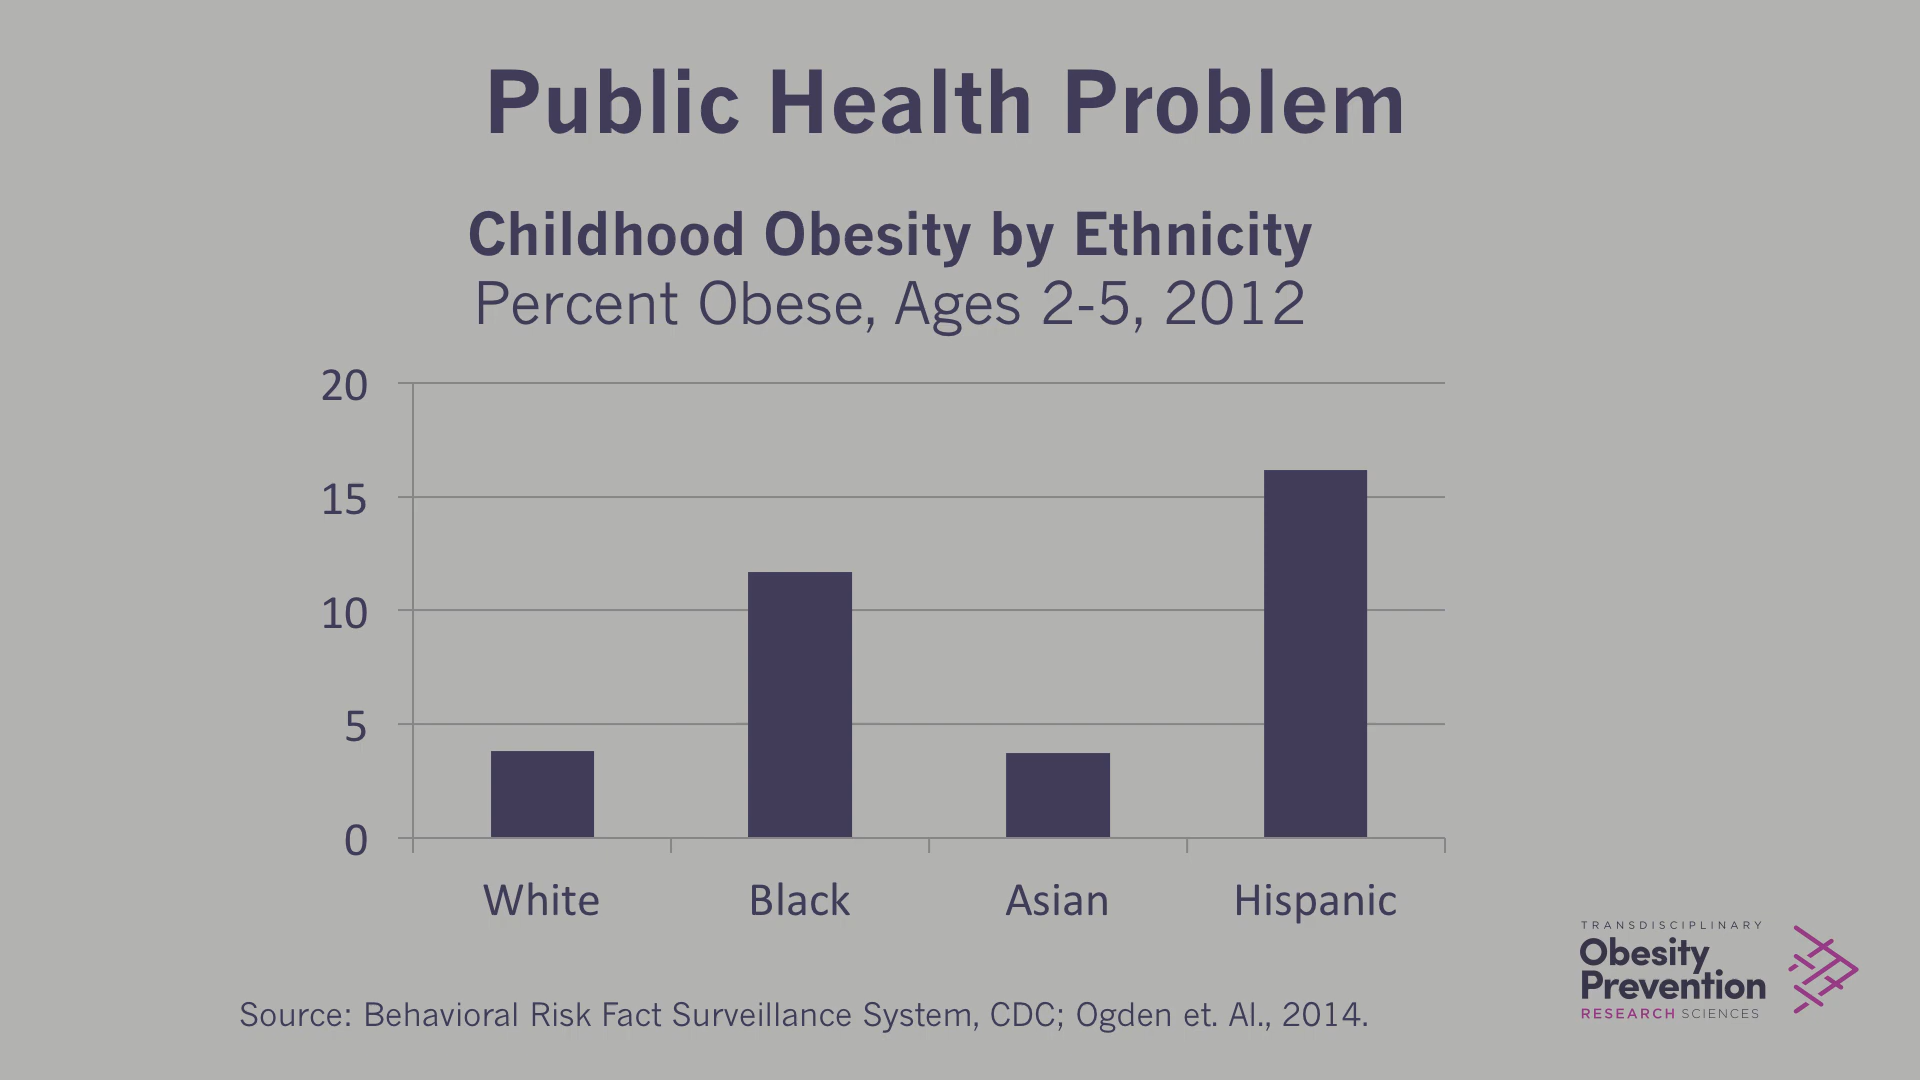 Public Health Problem
Childhood Obesity by Ethnicity
Percent Obese, Ages 2-5, 2012
20
15
10
5
0
White Black Asian Hispanic
TRANSDISCIPLINARY
Obesity
Prevention
RESEARCH SCIENCES
Source: Behavioral Risk Fact Surveillance System, CDC; Ogden et. Al., 2014.